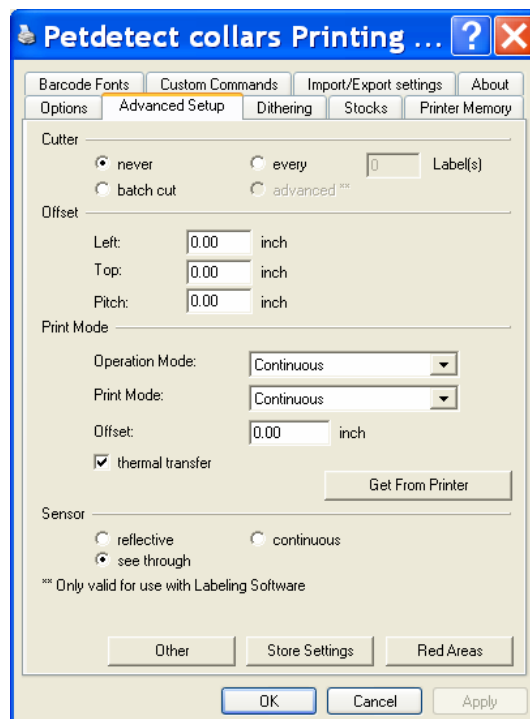 Petdetect collars Printing ...
Barcode Fonts Custom Commands Import/Export settings About
Options Advanced Setup Dithering Stocks Printer Memory
Cutter
never every 0 Label(s)
batch cut advanced **
Offset
Left: 0.00 inch
Top: 0.00 inch
Pitch: 0.00 inch
Print Mode
Operation Mode: Continuous
Print Mode: Continuous
Offset: 0.00 inch
thermal transfer
Get From Printer
Sensor
reflective continuous
see through
** Only valid for use with Labeling Software
Other Store Settings Red Areas
OK Cancel Apply